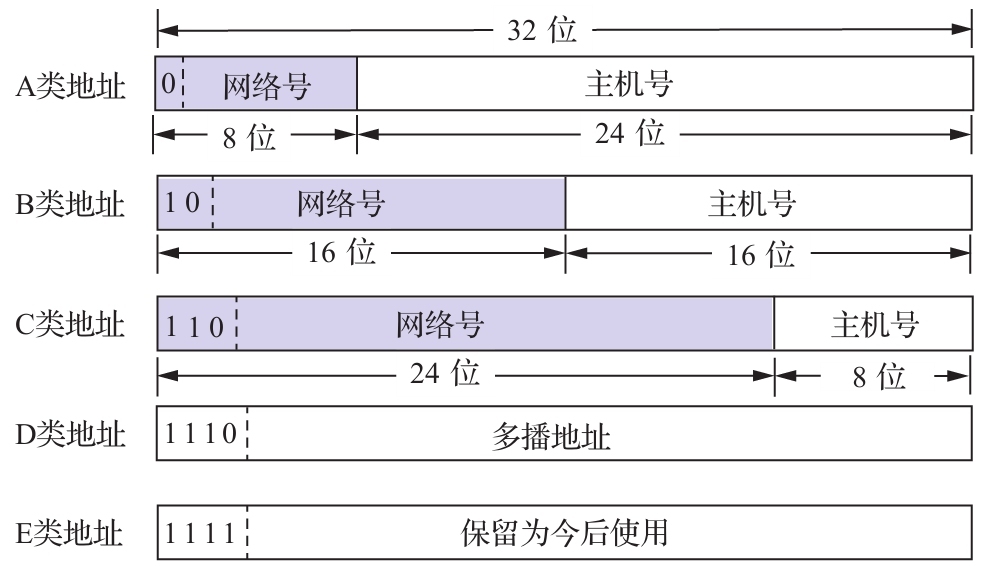 32 位
A类地址 0 网络号 主机号
8 位 24 位
B类地址 1 0 网络号 主机号
16 位 16 位
C类地址 1 1 0 网络号 主机号
24 位 8 位
D类地址 1 1 1 0 多播地址
E类地址 1 1 1 1 保留为今后使用